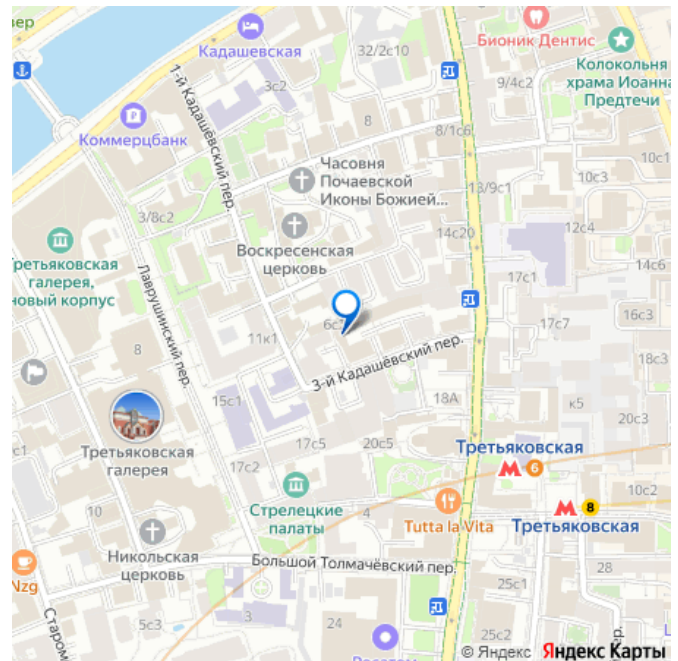 вер
Кадашевская
32/2с10
Бионик Дентис
Колокольня
храма Иоанна
Предтечи
3с2
9/4с2
1-й Кадашёвский пер.
Коммерцбанк
8
8/1с6
Часовня
Почаевской
Иконы Божией...
10с1
13/9с1
3/8с2
Воскресенская
церковь
14с20
12с4
ретьяковская
галерея,
новый корпус
14с6
17с1
Лаврушинский пер.
8
11к1
17с7
16с3
3-й Кадашёвский пер.
18с3
15с1
18А
к5
Третьяковская
галерея
17с5
20с5
20с3
Третьяковская
6
17с2
10с2
8
Третьяковская
Стрелецкие
палаты
Tutta la Vita
10
4
Никольская
церковь
Большой Толмачёвский пер.
28
Nzg
25с1
Старом
5с3
3
24
25с2
© Яндекс Яндекс Карты